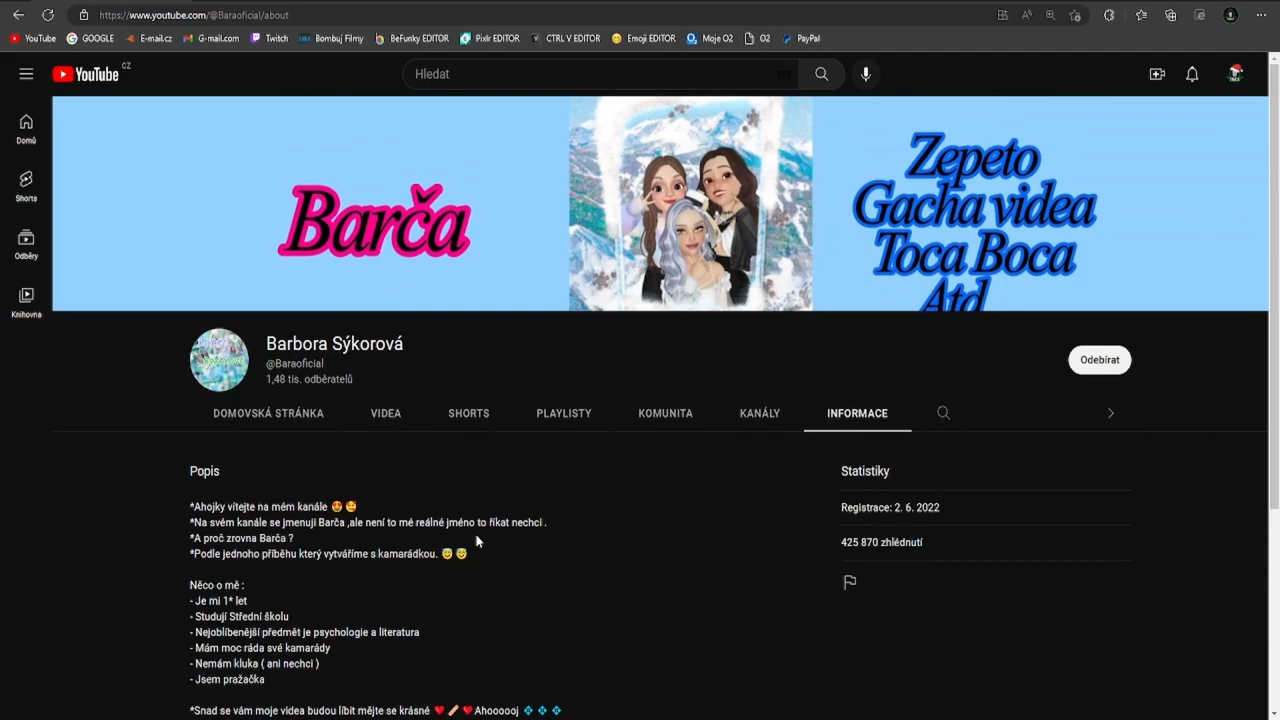 https://www.youtube.com/@Baraoficial/about
YouTube GOOGLE E-mail.cz G-mail.com Twitch Bombuj Filmy BeFunky EDITOR Pixlr EDITOR CTRL V EDITOR Emoji EDITOR Moje O2 O2 PayPal
YouTube CZ
Hledat
Domů
Shorts
Odběry
Knihovna
Barča
Zepeto
Gacha videa
Toca Boca
Atd
Barbora Sýkorová
@Baraoficial
1,48 tis. odběratelů
Odebírat
DOMOVSKÁ STRÁNKA VIDEA SHORTS PLAYLISTY KOMUNITA KANÁLY INFORMACE
Popis
*Ahojky vítejte na mém kanále 😍 🥰
*Na svém kanále se jmenuji Barča ,ale není to mé reálné jméno to říkat nechci .
*A proč zrovna Barča ?
*Podle jednoho příběhu který vytváříme s kamarádkou. 😇 😇
Něco o mě :
- Je mi 1* let
- Studují Střední školu
- Nejoblíbenější předmět je psychologie a literatura
- Mám moc ráda své kamarády
- Nemám kluka ( ani nechci )
- Jsem pražačka
*Snad se vám moje videa budou líbit mějte se krásné ❤️ 🩹 ❤️Ahoooooj 💠 💠 💠
Statistiky
Registrace: 2. 6. 2022
425 870 zhlédnutí